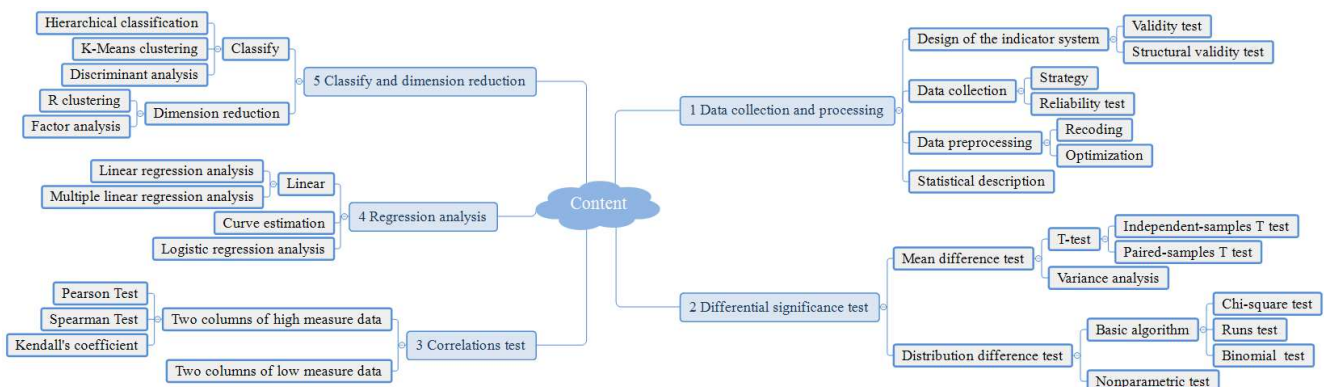 Content
1 Data collection and processing
Design of the indicator system
Validity test
Structural validity test
Data collection
Strategy
Reliability test
Data preprocessing
Recoding
Optimization
Statistical description
2 Differential significance test
Mean difference test
T-test
Independent-samples T test
Paired-samples T test
Variance analysis
Distribution difference test
Basic algorithm
Chi-square test
Runs test
Binomial test
Nonparametric test
3 Correlations test
Two columns of high measure data
Pearson Test
Spearman Test
Kendall's coefficient
Two columns of low measure data
4 Regression analysis
Linear
Linear regression analysis
Multiple linear regression analysis
Curve estimation
Logistic regression analysis
5 Classify and dimension reduction
Classify
Hierarchical classification
K-Means clustering
Discriminant analysis
Dimension reduction
R clustering
Factor analysis